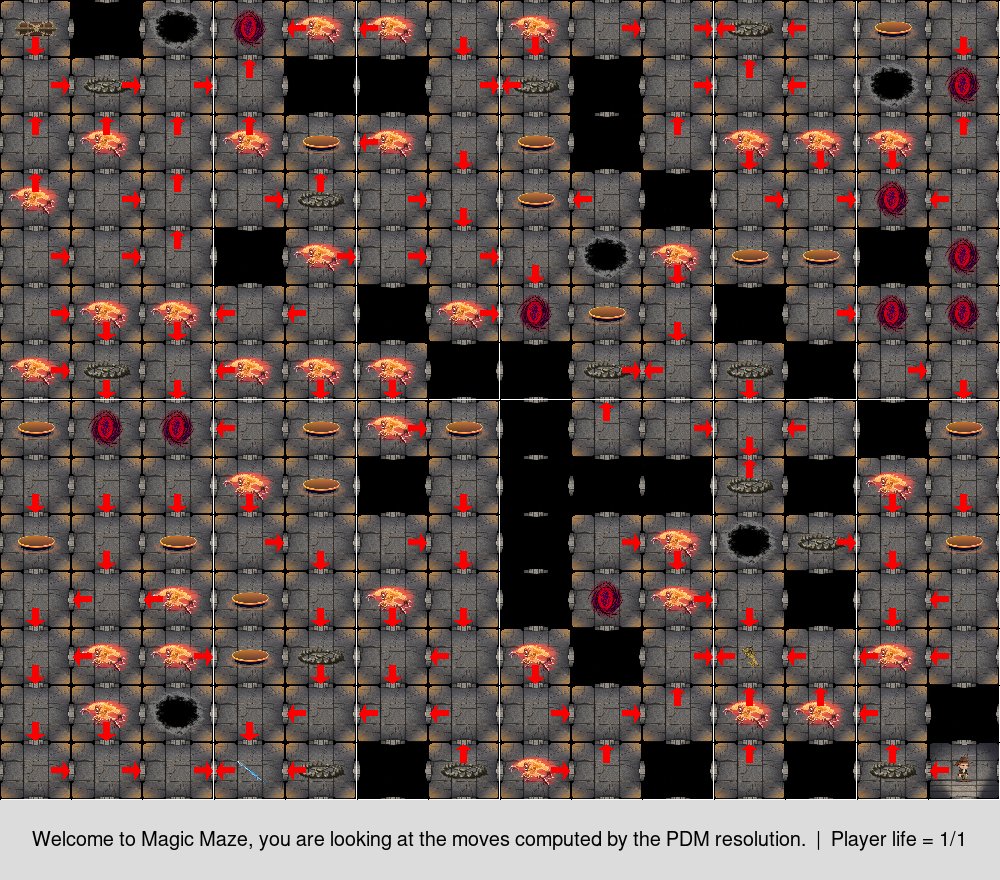 Welcome to Magic Maze, you are looking at the moves computed by the PDM resolution.  |  Player life = 1/1